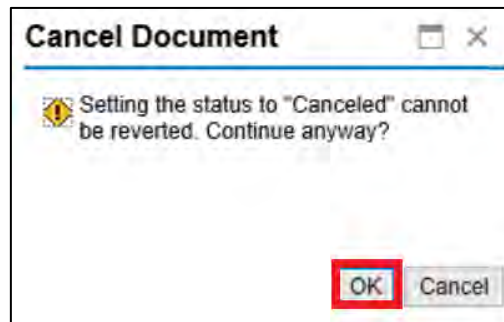 Cancel Document
Setting the status to "Canceled" cannot
be reverted. Continue anyway?
OK Cancel